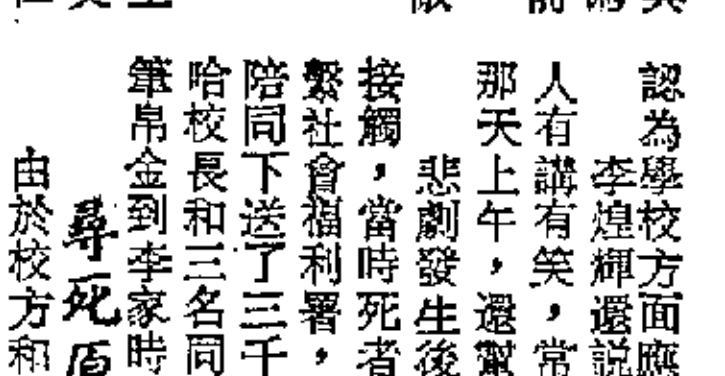 認為學校方面應
李煌輝還説
人有講有笑，常
那天上午，還幫
悲劇發生後
接觸，當時死者
繫社會福利署，
陪同下送了三千
哈校長和三名同
筆帛金到李家時
尋死
由於校方和